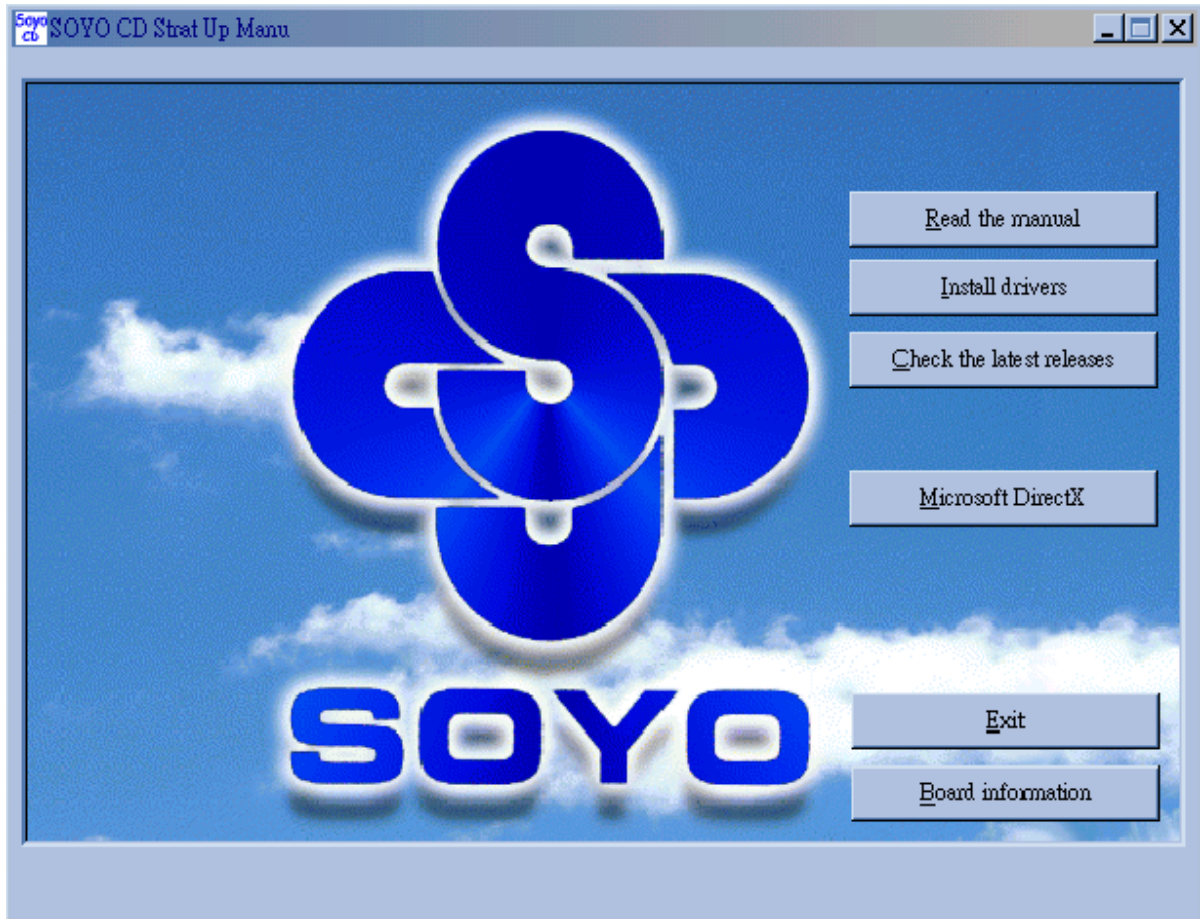 Soyo
CD
SOYO CD Strat Up Manu
Read the manual
Install drivers
Check the latest releases
Microsoft DirectX
SOYO
Exit
Board information